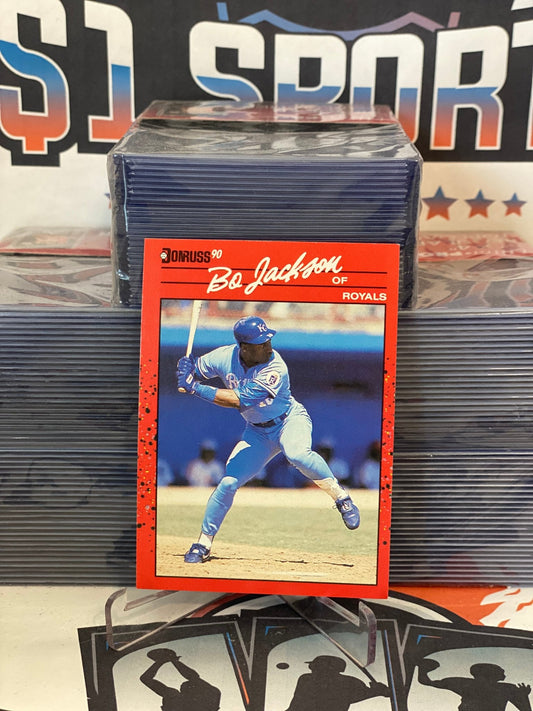 $1 SPORT
DONRUSS 90
Bo Jackson
OF
ROYALS